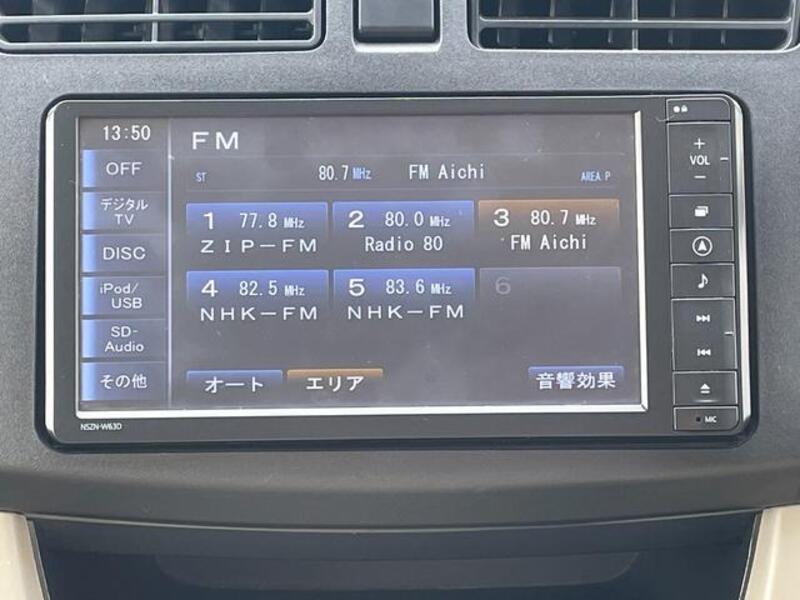 13:50
FM
OFF
ST 80.7 MHz FM Aichi AREA P
デジタル
TV
1 77.8 MHz
ZIP-FM
2 80.0 MHz
Radio 80
3 80.7 MHz
FM Aichi
DISC
4 82.5 MHz
NHK-FM
5 83.6 MHz
NHK-FM
6
iPod/
USB
SD-
Audio
その他
オート
エリア
音響効果
NSZN-W63D
+
VOL
-
MIC